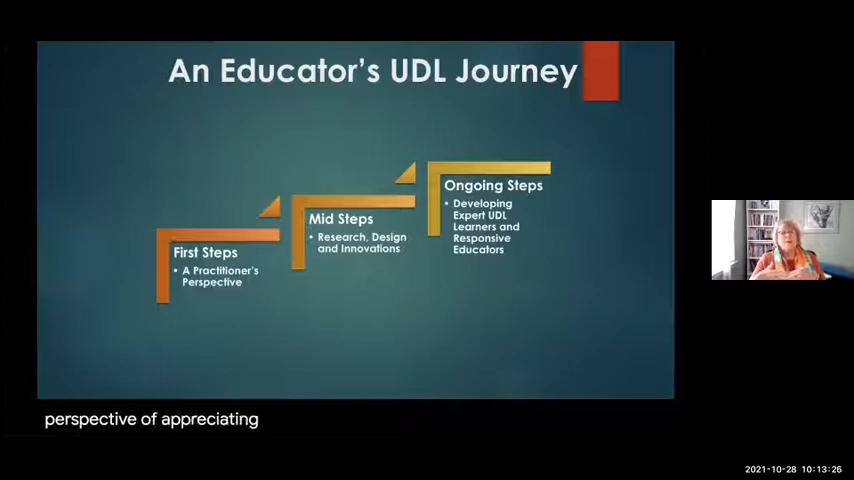 An Educator's UDL Journey
First Steps
• A Practitioner's
Perspective
Mid Steps
• Research, Design
and Innovations
Ongoing Steps
• Developing
Expert UDL
Learners and
Responsive
Educators
perspective of appreciating
2021-10-28 10:13:26